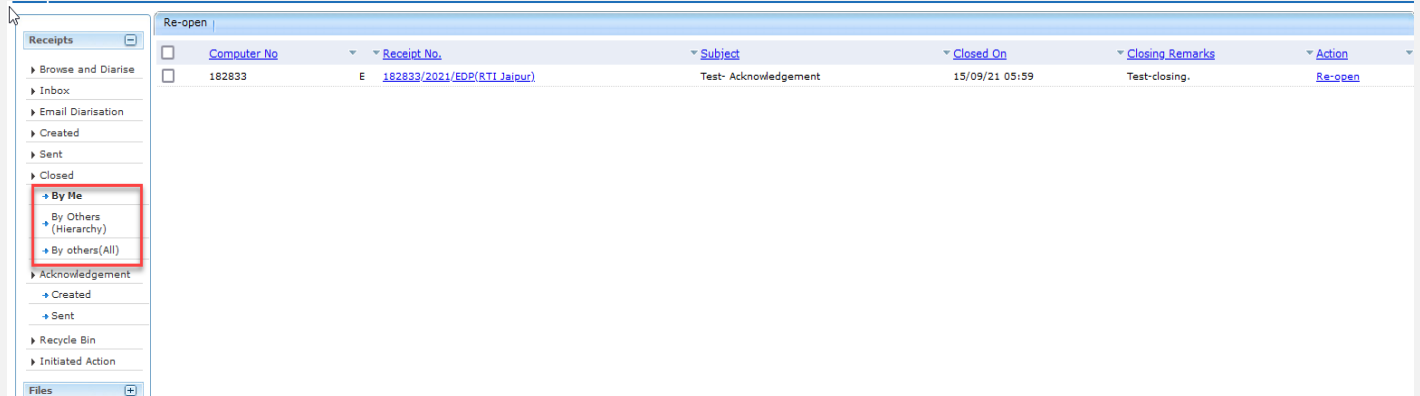 Re-open
Receipts
Browse and Diarise
Inbox
Email Diarisation
Created
Sent
Closed
By Me
By Others
(Hierarchy)
By others(All)
Acknowledgement
Created
Sent
Recycle Bin
Initiated Action
Files
Computer No Receipt No. Subject Closed On Closing Remarks Action
182833 E 182833/2021/EDP(RTI Jaipur) Test- Acknowledgement 15/09/21 05:59 Test-closing. Re-open